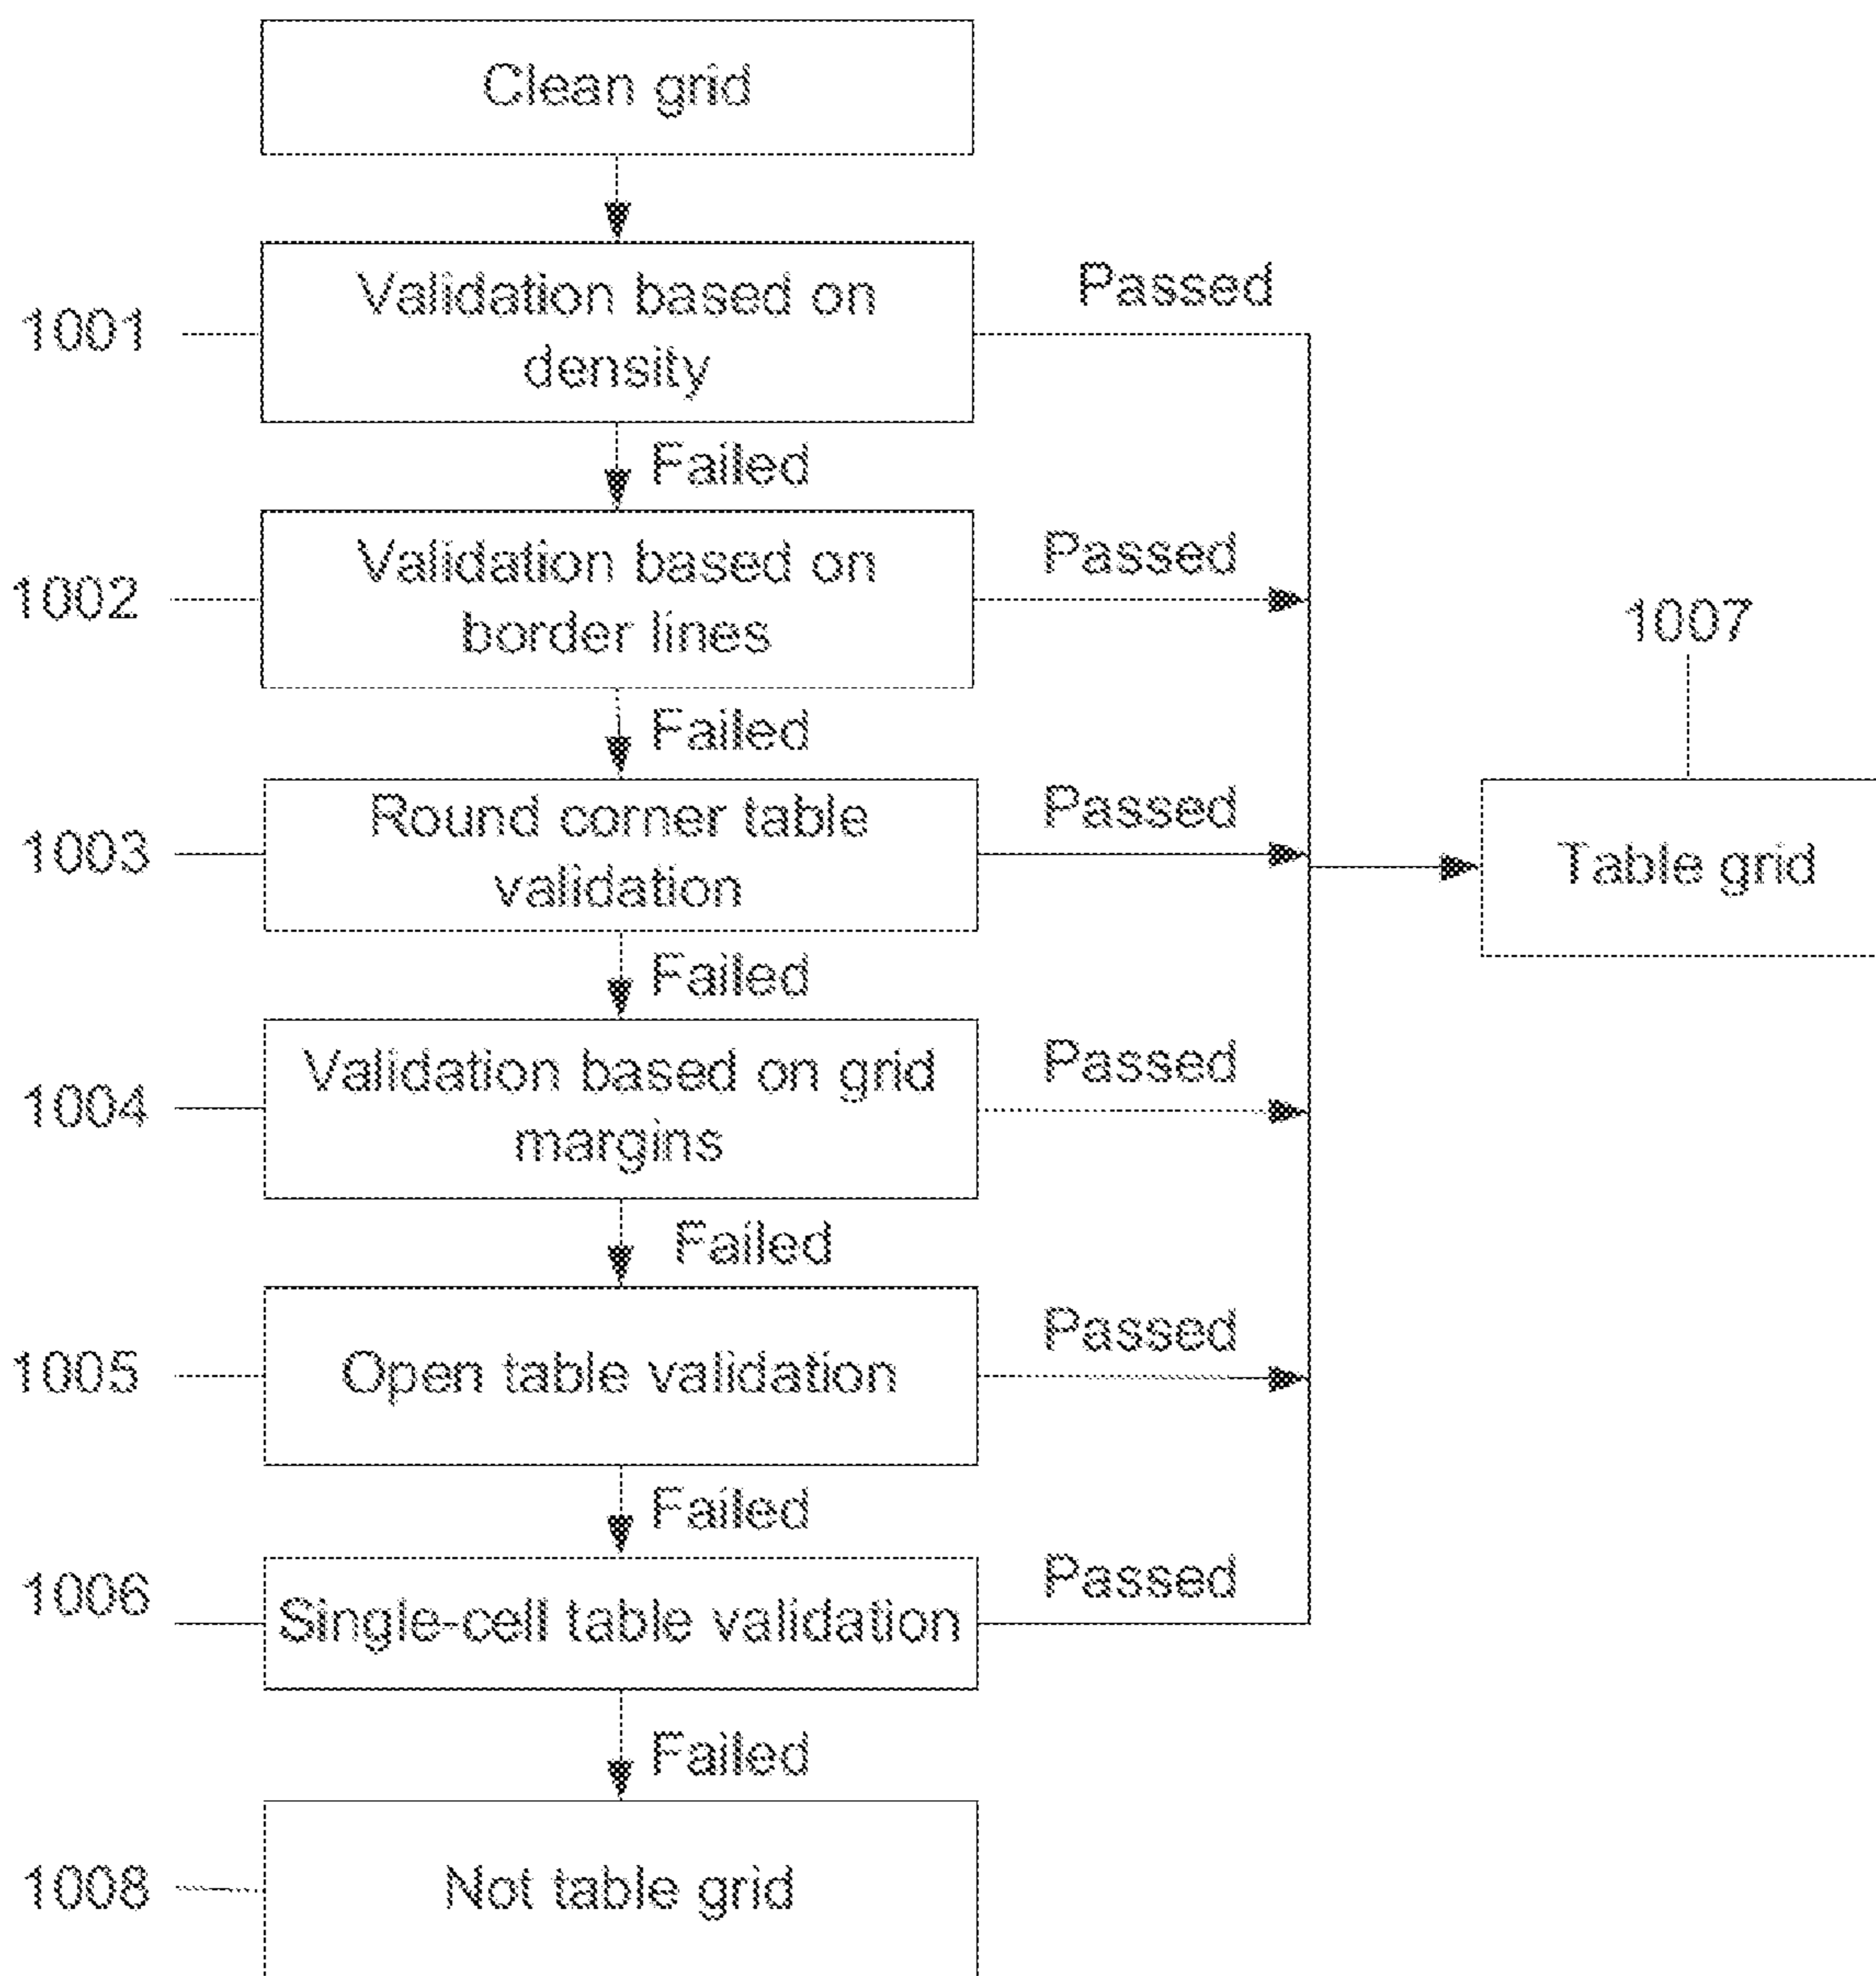 Clean grid
1001
Validation based on
density
Passed
Failed
1002
Validation based on
border lines
Passed
1007
Failed
1003
Round corner table
validation
Passed
Table grid
Failed
1004
Validation based on grid
margins
Passed
Failed
1005
Open table validation
Passed
Failed
1006
Single-cell table validation
Passed
Failed
1008
Not table grid